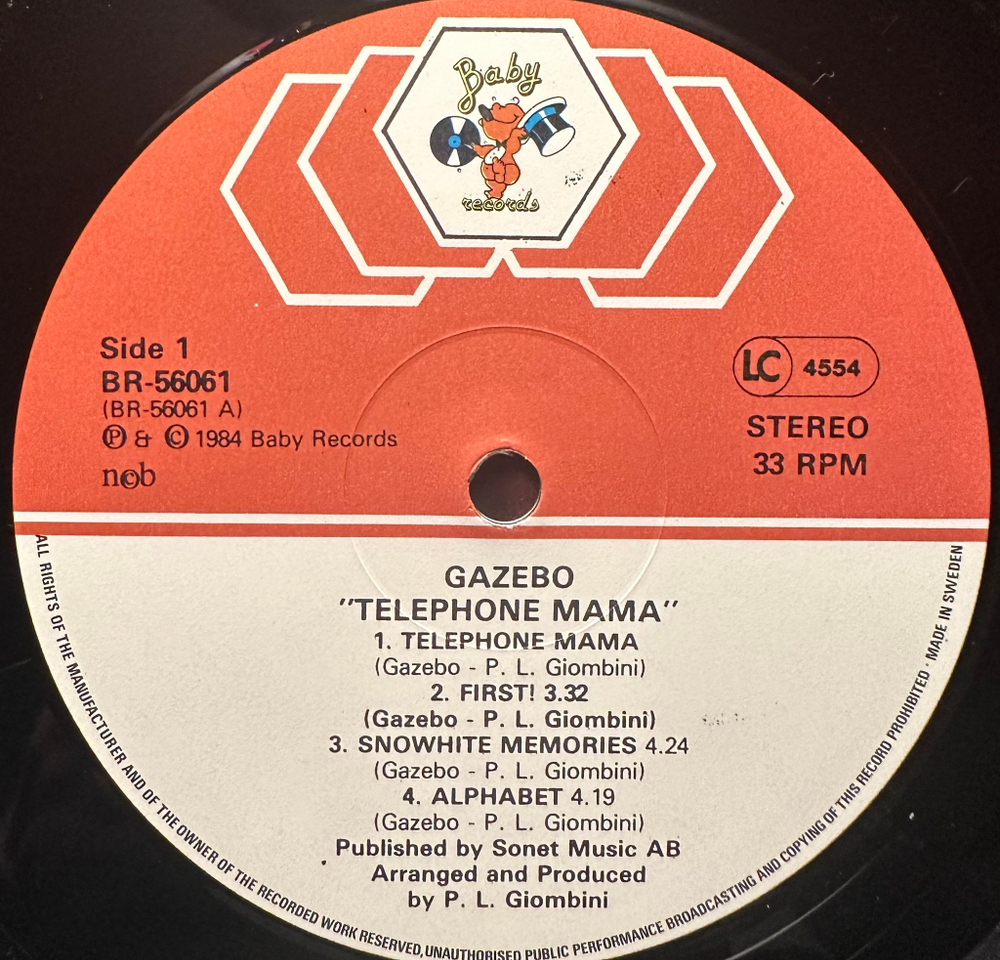 Baby
records
Side 1
BR-56061
(BR-56061 A)
Ⓟ & © 1984 Baby Records
n©b
LC 4554
STEREO
33 RPM
GAZEBO
"TELEPHONE MAMA"
1. TELEPHONE MAMA
(Gazebo - P. L. Giombini)
2. FIRST! 3.32
(Gazebo - P. L. Giombini)
3. SNOWHITE MEMORIES 4.24
(Gazebo - P. L. Giombini)
4. ALPHABET 4.19
(Gazebo - P. L. Giombini)
Published by Sonet Music AB
Arranged and Produced
by P. L. Giombini
ALL RIGHTS OF THE MANUFACTURER AND OF THE OWNER OF THE RECORDED WORK RESERVED, UNAUTHORISED PUBLIC PERFORMANCE BROADCASTING AND COPYING OF THIS RECORD PROHIBITED · MADE IN SWEDEN